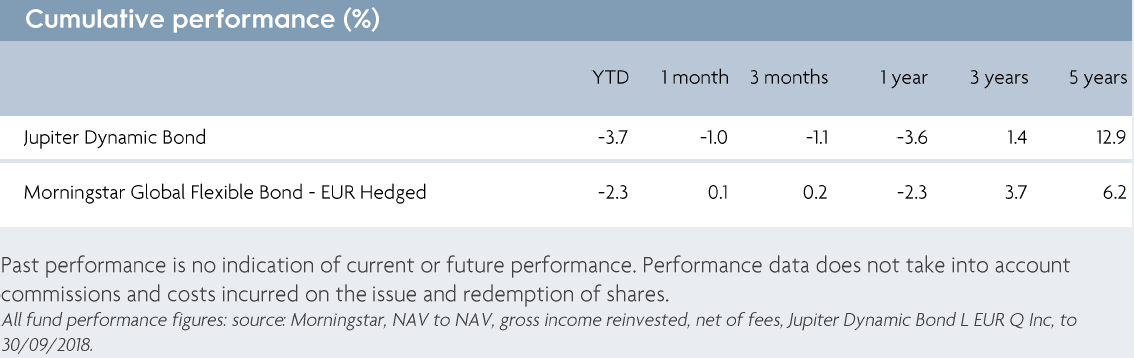 Cumulative performance (%)
YTD 1 month 3 months 1 year 3 years 5 years
Jupiter Dynamic Bond -3.7 -1.0 -1.1 -3.6 1.4 12.9
Morningstar Global Flexible Bond - EUR Hedged -2.3 0.1 0.2 -2.3 3.7 6.2
Past performance is no indication of current or future performance. Performance data does not take into account
commissions and costs incurred on the issue and redemption of shares.
All fund performance figures: source: Morningstar, NAV to NAV, gross income reinvested, net of fees, Jupiter Dynamic Bond L EUR Q Inc, to
30/09/2018.